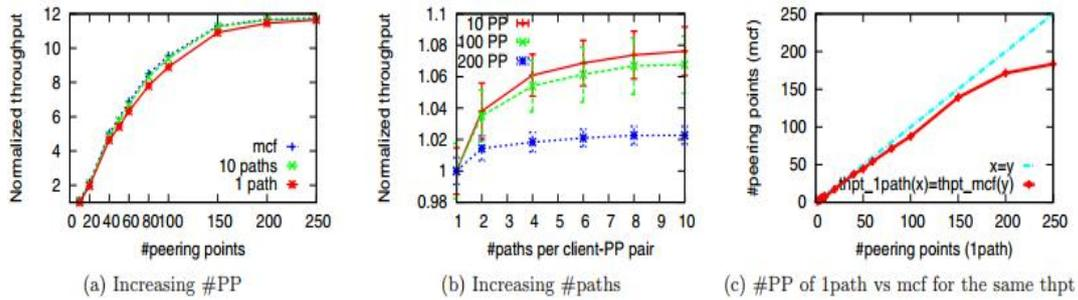 Normalized throughput
12
10
8
6
4
2
mcf
10 paths
1 path
0 20 40 60 80 100 150 200 250
#peering points
(a) Increasing #PP
Normalized throughput
1.1
1.08
1.06
1.04
1.02
1
0.98
10 PP
100 PP
200 PP
1 2 3 4 5 6 7 8 9 10
#paths per client-PP pair
(b) Increasing #paths
#peering points (mcf)
250
200
150
100
50
0
x=y
thpt_1path(x)=thpt_mcf(y)
0 50 100 150 200 250
#peering points (1path)
(c) #PP of 1path vs mcf for the same thpt